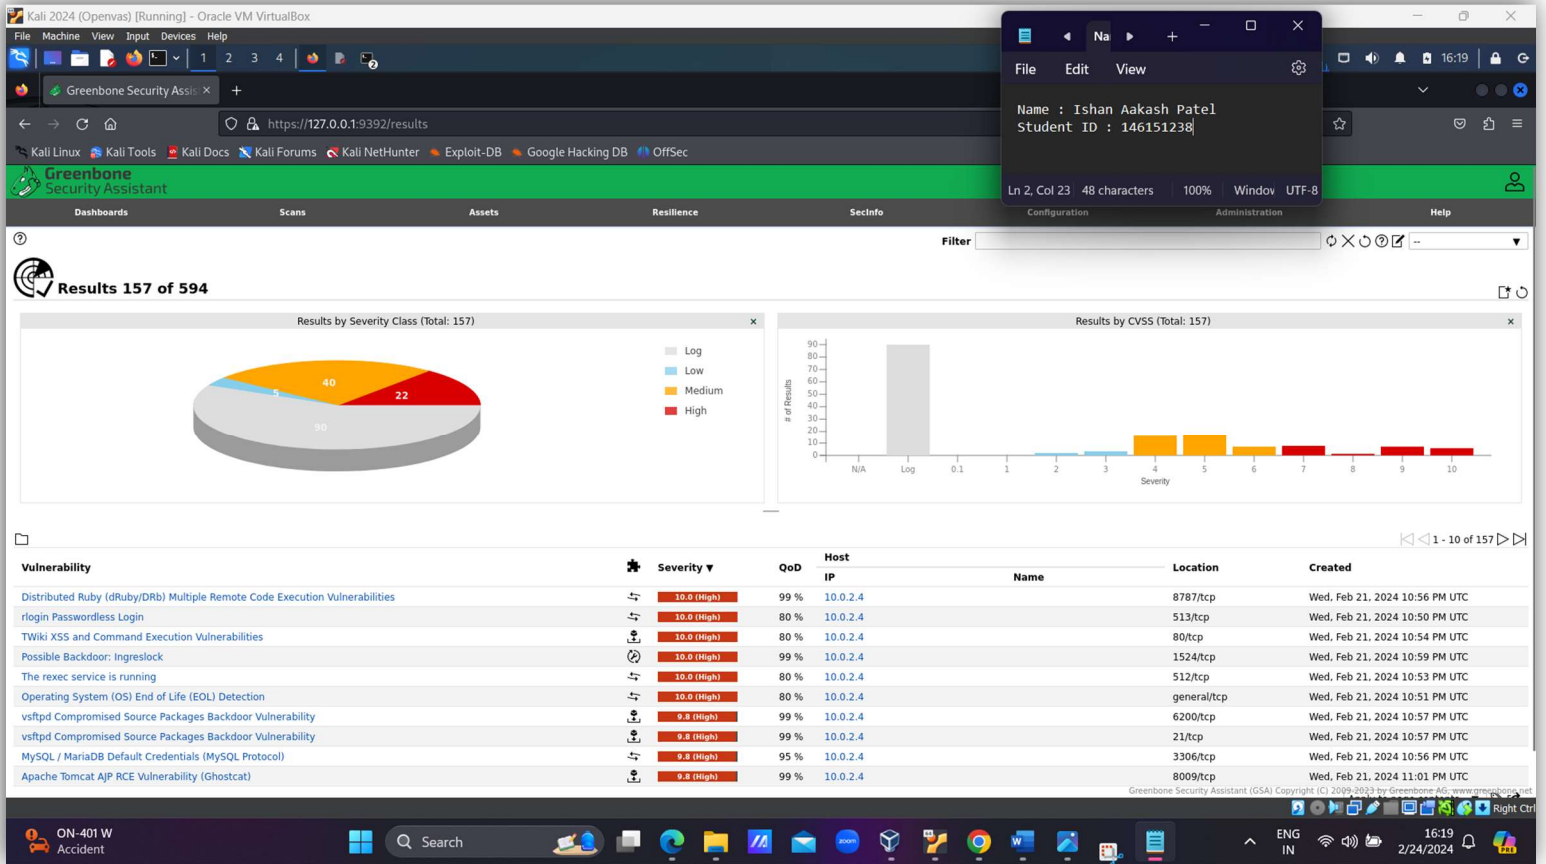 Kali 2024 (Openvas) [Running] - Oracle VM VirtualBox
File Machine View Input Devices Help
1 2 3 4
16:19
Greenbone Security Assis
https://127.0.0.1:9392/results
Kali Linux Kali Tools Kali Docs Kali Forums Kali NetHunter Exploit-DB Google Hacking DB OffSec
Na
File Edit View
Name : Ishan Aakash Patel
Student ID : 146151238
Ln 2, Col 23 48 characters 100% Window UTF-8
Greenbone
Security Assistant
Dashboards Scans Assets Resilience SecInfo Configuration Administration Help
Filter --
Results 157 of 594
Results by Severity Class (Total: 157)
40
5
22
90
Log
Low
Medium
High
Results by CVSS (Total: 157)
# of Results
90
80
70
60
50
40
30
20
10
0
N/A Log 0.1 1 2 3 4 5 6 7 8 9 10
Severity
1 - 10 of 157
Vulnerability Severity ▼ QoD Host Location Created
IP Name
Distributed Ruby (dRuby/DRb) Multiple Remote Code Execution Vulnerabilities 10.0 (High) 99 % 10.0.2.4 8787/tcp Wed, Feb 21, 2024 10:56 PM UTC
rlogin Passwordless Login 10.0 (High) 80 % 10.0.2.4 513/tcp Wed, Feb 21, 2024 10:50 PM UTC
TWiki XSS and Command Execution Vulnerabilities 10.0 (High) 80 % 10.0.2.4 80/tcp Wed, Feb 21, 2024 10:54 PM UTC
Possible Backdoor: Ingreslock 10.0 (High) 99 % 10.0.2.4 1524/tcp Wed, Feb 21, 2024 10:59 PM UTC
The rexec service is running 10.0 (High) 80 % 10.0.2.4 512/tcp Wed, Feb 21, 2024 10:53 PM UTC
Operating System (OS) End of Life (EOL) Detection 10.0 (High) 80 % 10.0.2.4 general/tcp Wed, Feb 21, 2024 10:51 PM UTC
vsftpd Compromised Source Packages Backdoor Vulnerability 9.8 (High) 99 % 10.0.2.4 6200/tcp Wed, Feb 21, 2024 10:57 PM UTC
vsftpd Compromised Source Packages Backdoor Vulnerability 9.8 (High) 99 % 10.0.2.4 21/tcp Wed, Feb 21, 2024 10:57 PM UTC
MySQL / MariaDB Default Credentials (MySQL Protocol) 9.8 (High) 95 % 10.0.2.4 3306/tcp Wed, Feb 21, 2024 10:56 PM UTC
Apache Tomcat AJP RCE Vulnerability (Ghostcat) 9.8 (High) 99 % 10.0.2.4 8009/tcp Wed, Feb 21, 2024 11:01 PM UTC
Greenbone Security Assistant (GSA) Copyright (C) 2009-2023 by Greenbone AG, www.greenbone.net
Right Ctrl
ON-401 W
Accident
Search
zoom
ENG
IN
16:19
2/24/2024
PRE